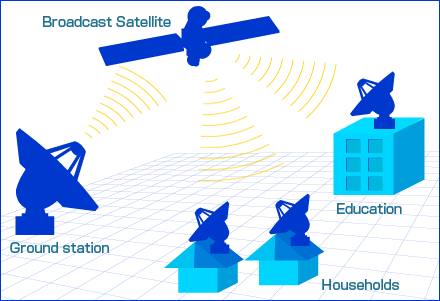 Broadcast Satellite
Education
Ground station
Households